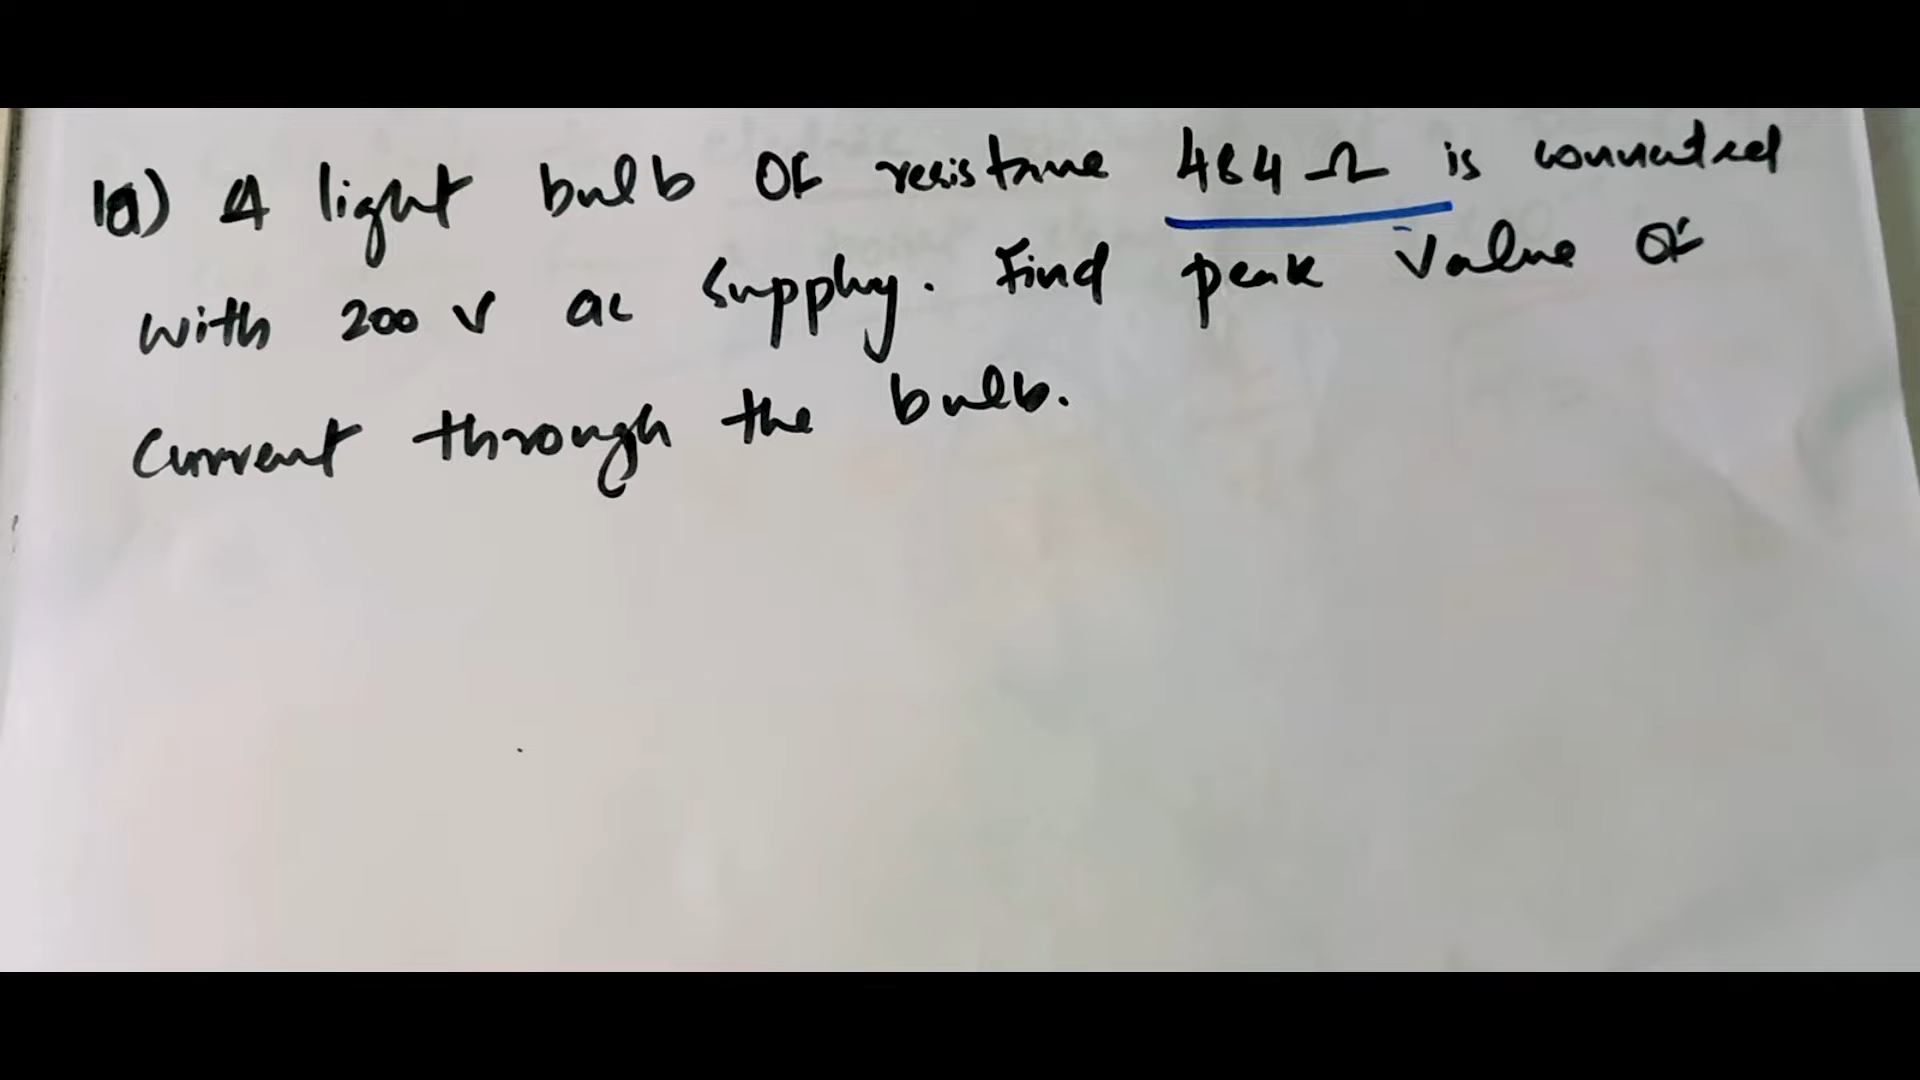 1a) A light bulb of resistance 484 Ω is connected
with 200 V ac supply. Find peak value of
current through the bulb.